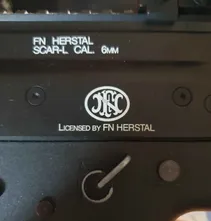 FN HERSTAL
SCAR-L CAL. 6MM
FN
LICENSED BY FN HERSTAL